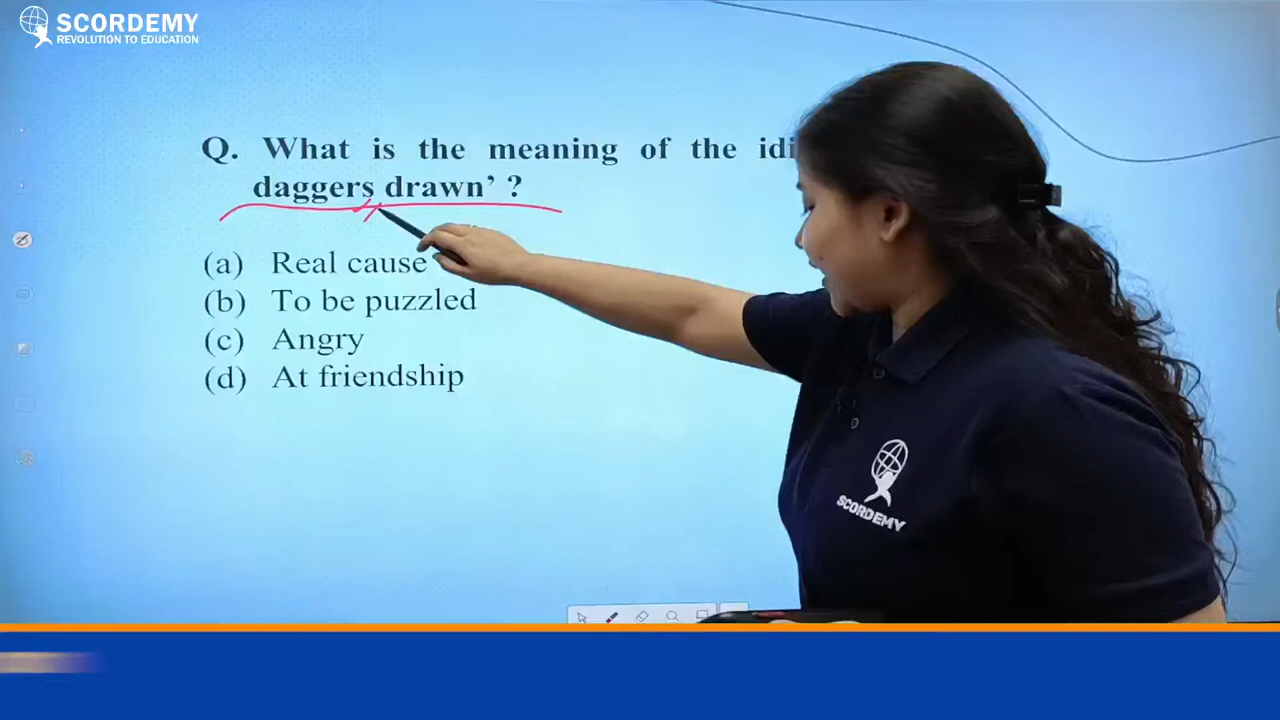 SCORDEMY
REVOLUTION TO EDUCATION
Q. What is the meaning of the
daggers drawn’ ?
(a) Real cause
(b) To be puzzled
(c) Angry
(d) At friendship
SCORDEMY